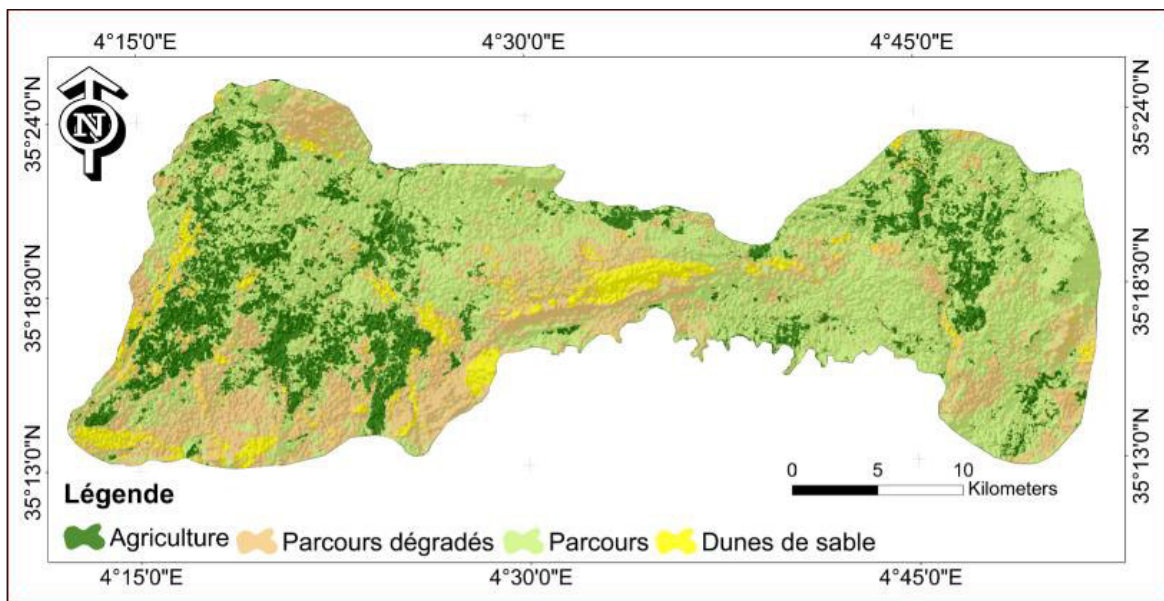 4°15'0"E 4°30'0"E 4°45'0"E
35°24'0"N 35°24'0"N
N
35°18'30"N 35°18'30"N
35°13'0"N 35°13'0"N
0 5 10
Kilometers
Légende
Agriculture Parcours dégradés Parcours Dunes de sable
4°15'0"E 4°30'0"E 4°45'0"E